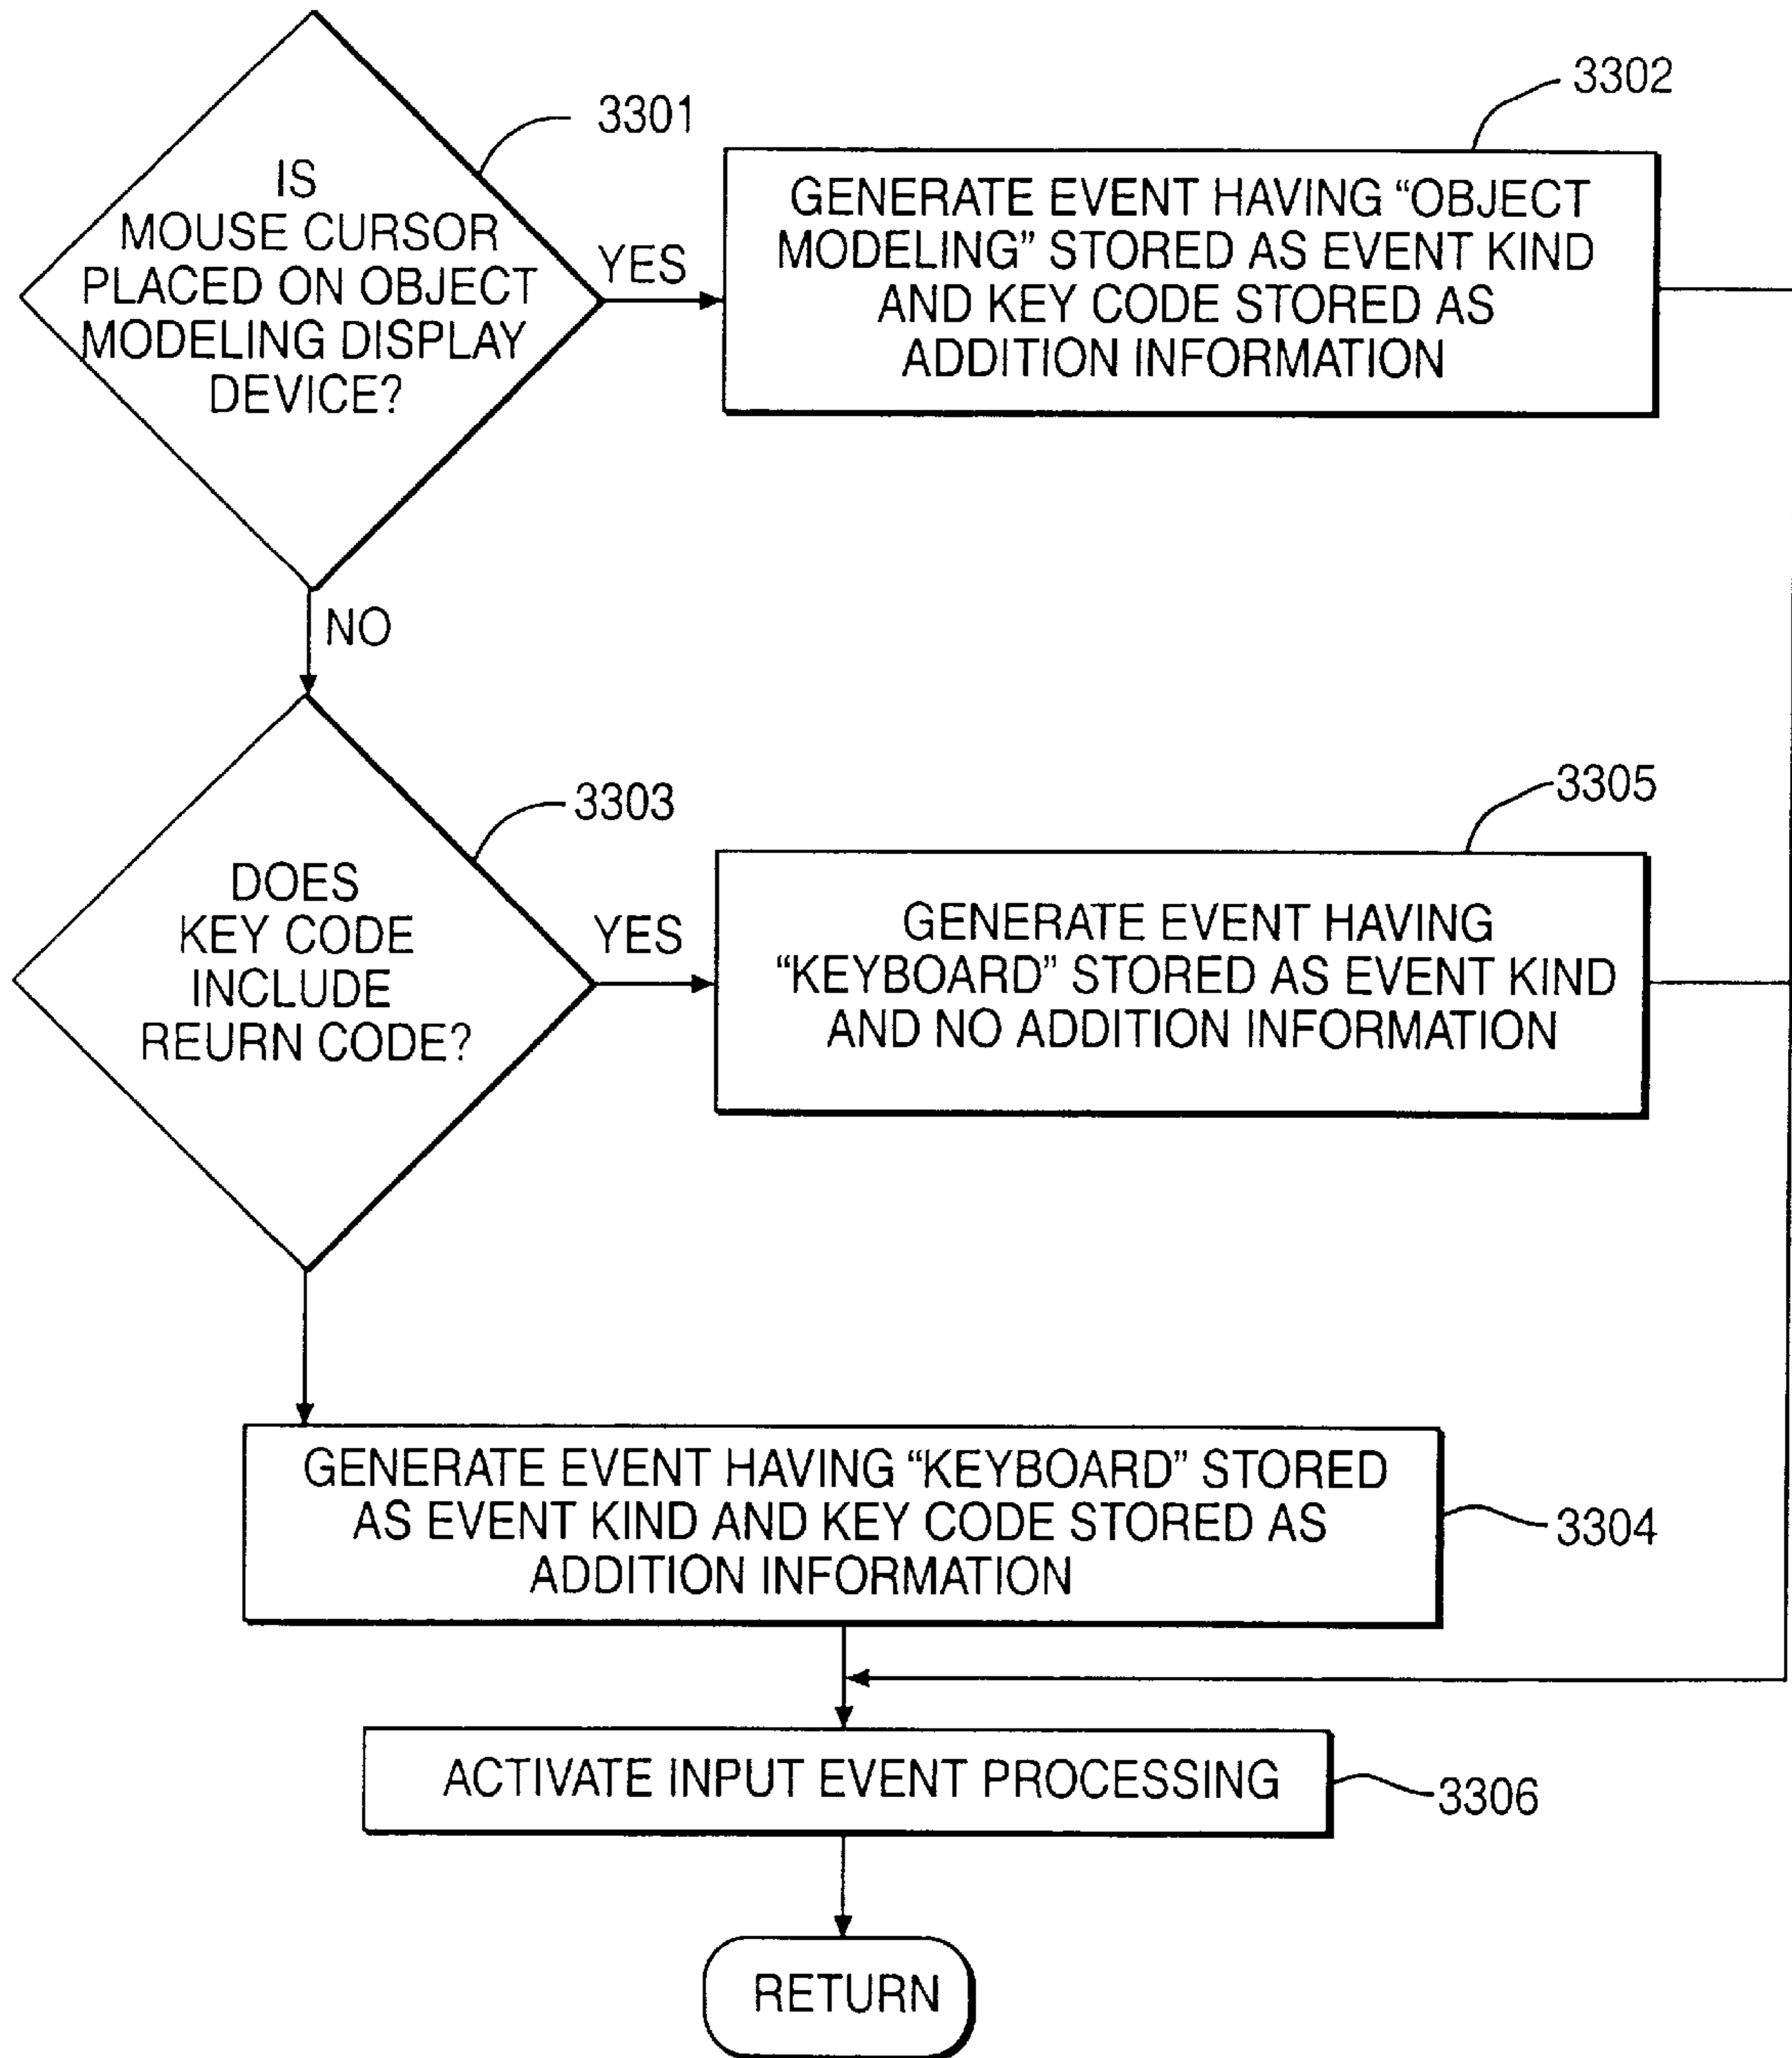 3301
IS
MOUSE CURSOR
PLACED ON OBJECT
MODELING DISPLAY
DEVICE?
YES
3302
GENERATE EVENT HAVING “OBJECT
MODELING” STORED AS EVENT KIND
AND KEY CODE STORED AS
ADDITION INFORMATION
NO
3303
DOES
KEY CODE
INCLUDE
REURN CODE?
YES
3305
GENERATE EVENT HAVING
“KEYBOARD” STORED AS EVENT KIND
AND NO ADDITION INFORMATION
GENERATE EVENT HAVING “KEYBOARD” STORED
AS EVENT KIND AND KEY CODE STORED AS
ADDITION INFORMATION
3304
ACTIVATE INPUT EVENT PROCESSING
3306
RETURN